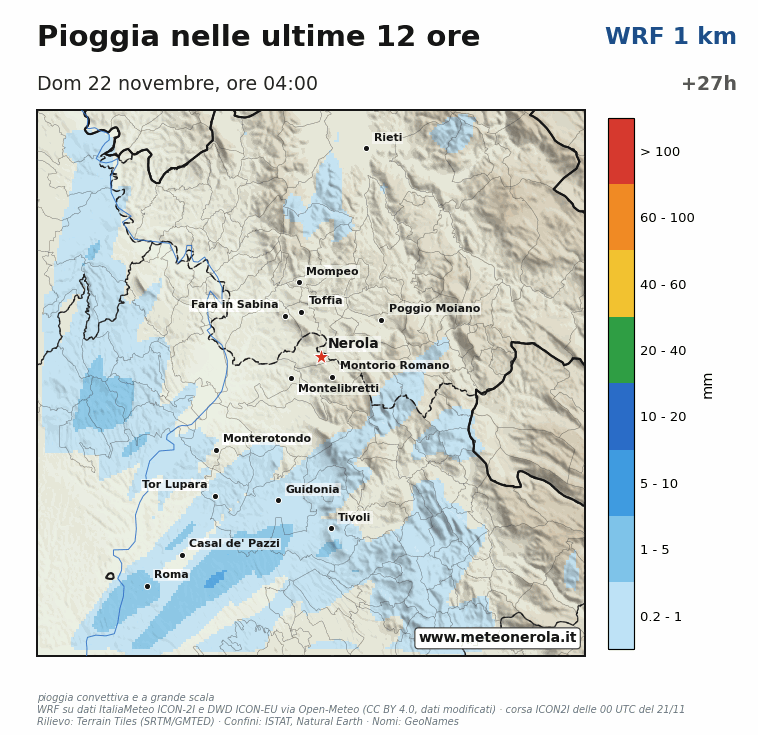 Pioggia nelle ultime 12 ore
WRF 1 km
Dom 22 novembre, ore 04:00
+27h
Rieti
Mompeo
Fara in Sabina
Toffia
Poggio Moiano
Nerola
Montorio Romano
Montelibretti
Monterotondo
Tor Lupara
Guidonia
Tivoli
Casal de' Pazzi
Roma
www.meteonerola.it
> 100
60 - 100
40 - 60
20 - 40
10 - 20
5 - 10
1 - 5
0.2 - 1
mm
pioggia convettiva e a grande scala
WRF su dati ItaliaMeteo ICON-2I e DWD ICON-EU via Open-Meteo (CC BY 4.0, dati modificati) · corsa ICON2I delle 00 UTC del 21/11
Rilievo: Terrain Tiles (SRTM/GMTED) · Confini: ISTAT, Natural Earth · Nomi: GeoNames